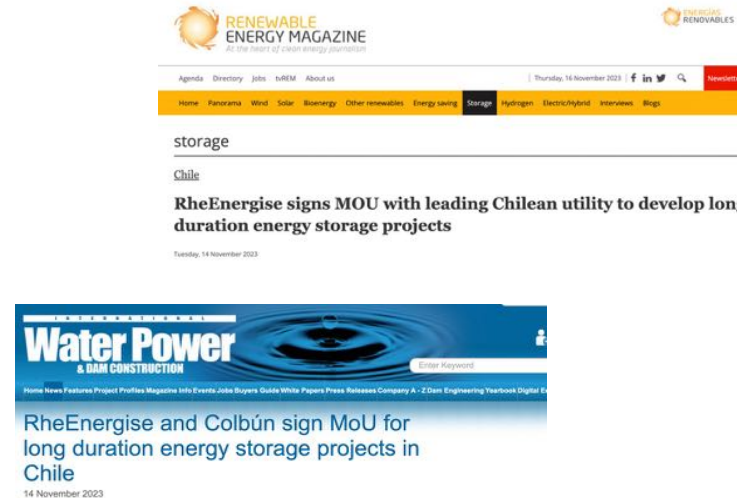 RENEWABLE
ENERGY MAGAZINE
At the heart of clean energy journalism
ENERGÍAS
RENOVABLES
Agenda Directory Jobs tvREM About us
Thursday, 16 November 2023
Newslett
Home Panorama Wind Solar Bioenergy Other renewables Energy saving Storage Hydrogen Electric/Hybrid Interviews Blogs
storage
Chile
RheEnergise signs MOU with leading Chilean utility to develop long
duration energy storage projects
Tuesday, 14 November 2023
INTERNATIONAL
Water Power
& DAM CONSTRUCTION
Enter Keyword
Home News Features Project Profiles Magazine Info Events Jobs Buyers Guide White Papers Press Releases Company A - Z Dam Engineering Yearbook Digital E
RheEnergise and Colbún sign MoU for
long duration energy storage projects in
Chile
14 November 2023